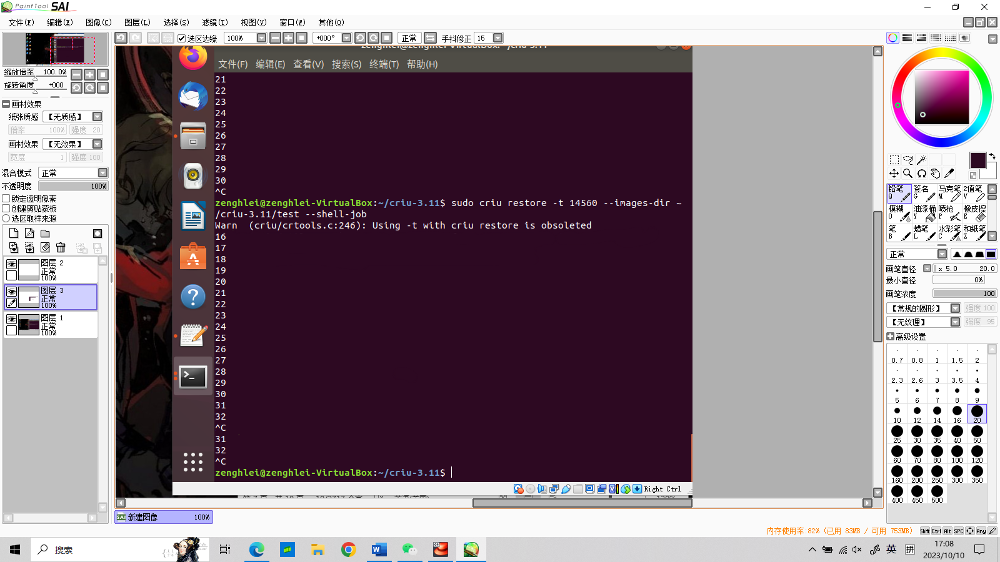 PaintTool SAI
文件(F) 编辑(E) 图像(C) 图层(L) 选择(S) 滤镜(T) 视图(V) 窗口(W) 其他(O)
选区边缘 100% +000° 正常 手抖修正 15
缩放倍率 100.0%
旋转角度 +000
画材效果
纸张质感 【无质感】
倍率 100% 强度 20
画材效果 【无效果】
宽度 1 强度 100
混合模式 正常
不透明度 100%
锁定透明像素
创建剪贴蒙板
选区取样来源
图层 2
正常
100%
图层 3
正常
100%
图层 1
正常
100%
文件(F) 编辑(E) 查看(V) 搜索(S) 终端(T) 帮助(H)
21
22
23
24
25
26
27
28
29
30
^C
zenghlei@zenghlei-VirtualBox:~/criu-3.11$ sudo criu restore -t 14560 --images-dir ~
/criu-3.11/test --shell-job
Warn  (criu/crtools.c:246): Using -t with criu restore is obsoleted
16
17
18
19
20
21
22
23
24
25
26
27
28
29
30
31
32
^C
31
32
^C
zenghlei@zenghlei-VirtualBox:~/criu-3.11$
Right Ctrl
新建图像 100%
铅笔 Q 签名 G 马克笔 M 2值笔 V
模糊 O 油漆桶 Y 喷枪 P 橡皮擦 E
笔 B 蜡笔 L 水彩笔 C 和纸笔 Z
正常
画笔直径 x 5.0 20.0
最小直径 0%
画笔浓度 100
【常规的圆形】 强度 100
【无纹理】 强度 95
高级设置
0.7 0.8 1 1.5 2
2.3 2.6 3 3.5 4
5 6 7 8 9
10 12 14 16 20
25 30 35 40 50
60 70 80 100 120
160 200 250 300 350
400 450 500
内存使用率:82% (已用 83MB / 可用 753MB) Shift Ctrl Alt SPC Any
搜索
英 拼
17:08
2023/10/10